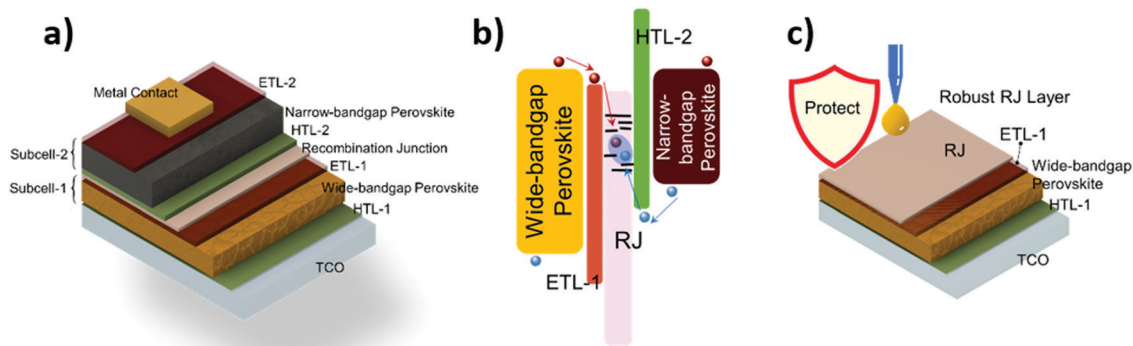 a)
Metal Contact
ETL-2
Narrow-bandgap Perovskite
HTL-2
Recombination Junction
ETL-1
Wide-bandgap Perovskite
HTL-1
TCO
Subcell-2
Subcell-1
b)
HTL-2
Wide-bandgap
Perovskite
Narrow-
bandgap
Perovskite
RJ
ETL-1
c)
Protect
Robust RJ Layer
RJ
ETL-1
Wide-bandgap
Perovskite
HTL-1
TCO